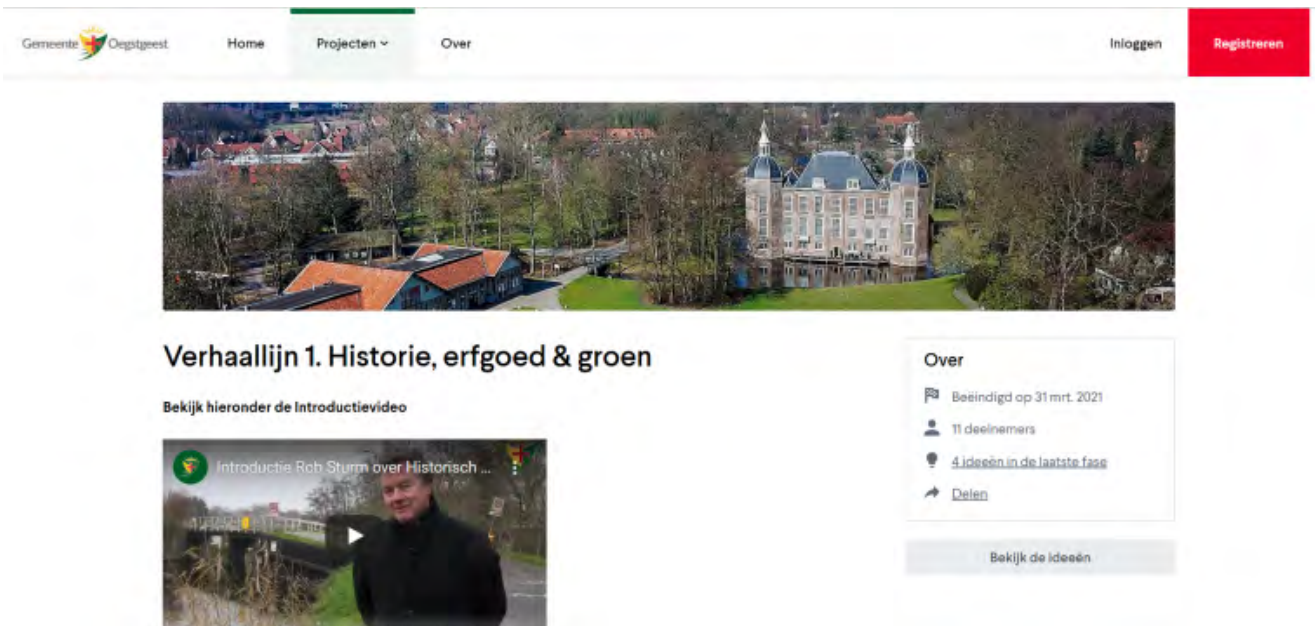 Gemeente Oegstgeest Home Projecten Over Inloggen Registreren
Verhaallijn 1. Historie, erfgoed & groen
Bekijk hieronder de Introductievideo
Introductie Rob Sturm over Historisch ...
Over
Beëindigd op 31 mrt. 2021
11 deelnemers
4 ideeën in de laatste fase
Delen
Bekijk de ideeën